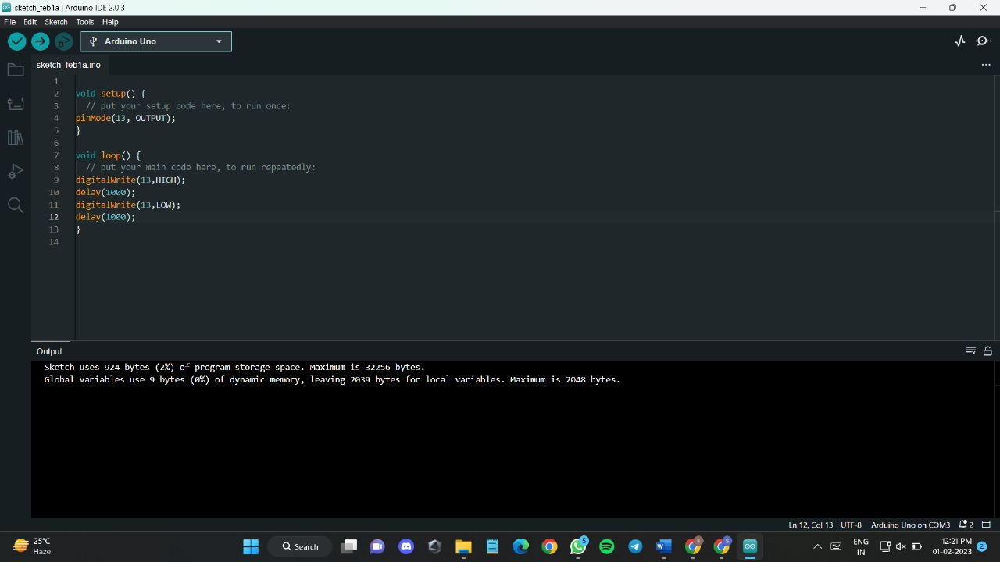 sketch_feb1a | Arduino IDE 2.0.3
File Edit Sketch Tools Help
Arduino Uno
sketch_feb1a.ino
1
2 void setup() {
3 // put your setup code here, to run once:
4 pinMode(13, OUTPUT);
5 }
6
7 void loop() {
8 // put your main code here, to run repeatedly:
9 digitalWrite(13,HIGH);
10 delay(1000);
11 digitalWrite(13,LOW);
12 delay(1000);
13 }
14
Output
Sketch uses 924 bytes (2%) of program storage space. Maximum is 32256 bytes.
Global variables use 9 bytes (0%) of dynamic memory, leaving 2039 bytes for local variables. Maximum is 2048 bytes.
Ln 12, Col 13 UTF-8 Arduino Uno on COM3 2
25°C
Haze
Search
5
ENG
IN
12:21 PM
01-02-2023
2